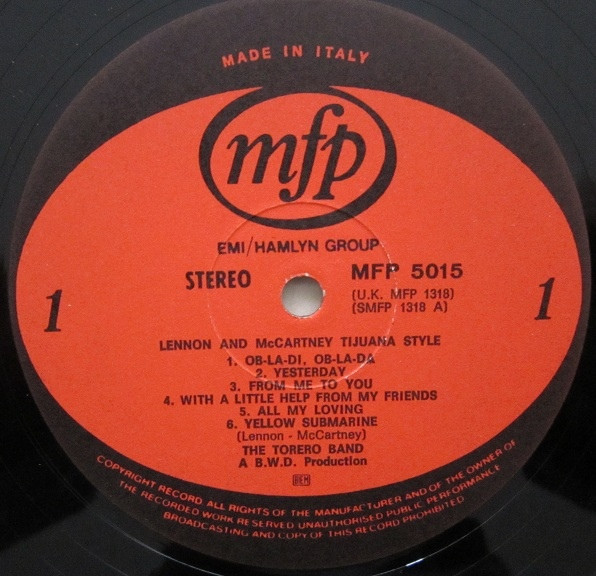 MADE IN ITALY
mfp
EMI/HAMLYN GROUP
STEREO
MFP 5015
(U.K. MFP 1318)
(SMFP 1318 A)
1
1
LENNON AND McCARTNEY TIJUANA STYLE
1. OB-LA-DI, OB-LA-DA
2. YESTERDAY
3. FROM ME TO YOU
4. WITH A LITTLE HELP FROM MY FRIENDS
5. ALL MY LOVING
6. YELLOW SUBMARINE
(Lennon - McCartney)
THE TORERO BAND
A B.W.D. Production
BEM
COPYRIGHT RECORD ALL RIGHTS OF THE MANUFACTURER AND OF THE OWNER OF
THE RECORDED WORK RESERVED UNAUTHORISED PUBLIC PERFORMANCE
BROADCASTING AND COPY OF THIS RECORD PROHIBITED